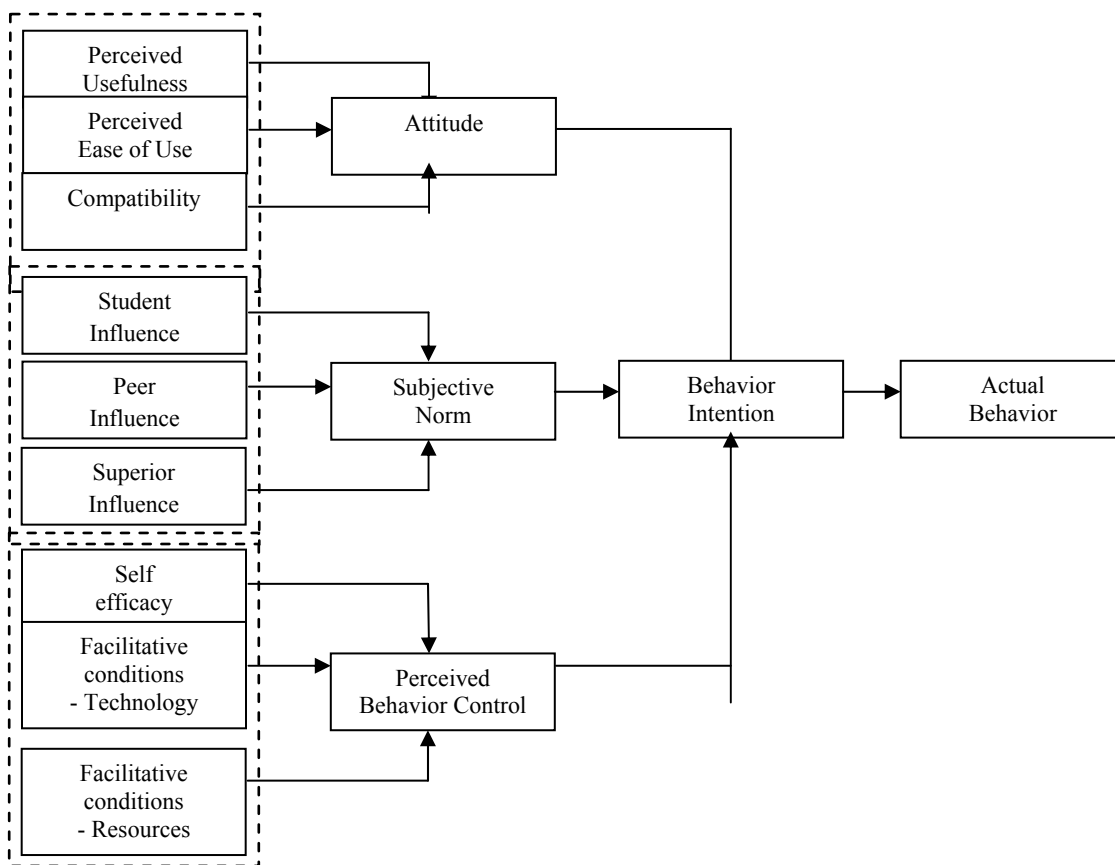 Perceived
Usefulness
Perceived
Ease of Use
Compatibility
Attitude
Student
Influence
Peer
Influence
Superior
Influence
Subjective
Norm
Behavior
Intention
Actual
Behavior
Self
efficacy
Facilitative
conditions
- Technology
Facilitative
conditions
- Resources
Perceived
Behavior Control